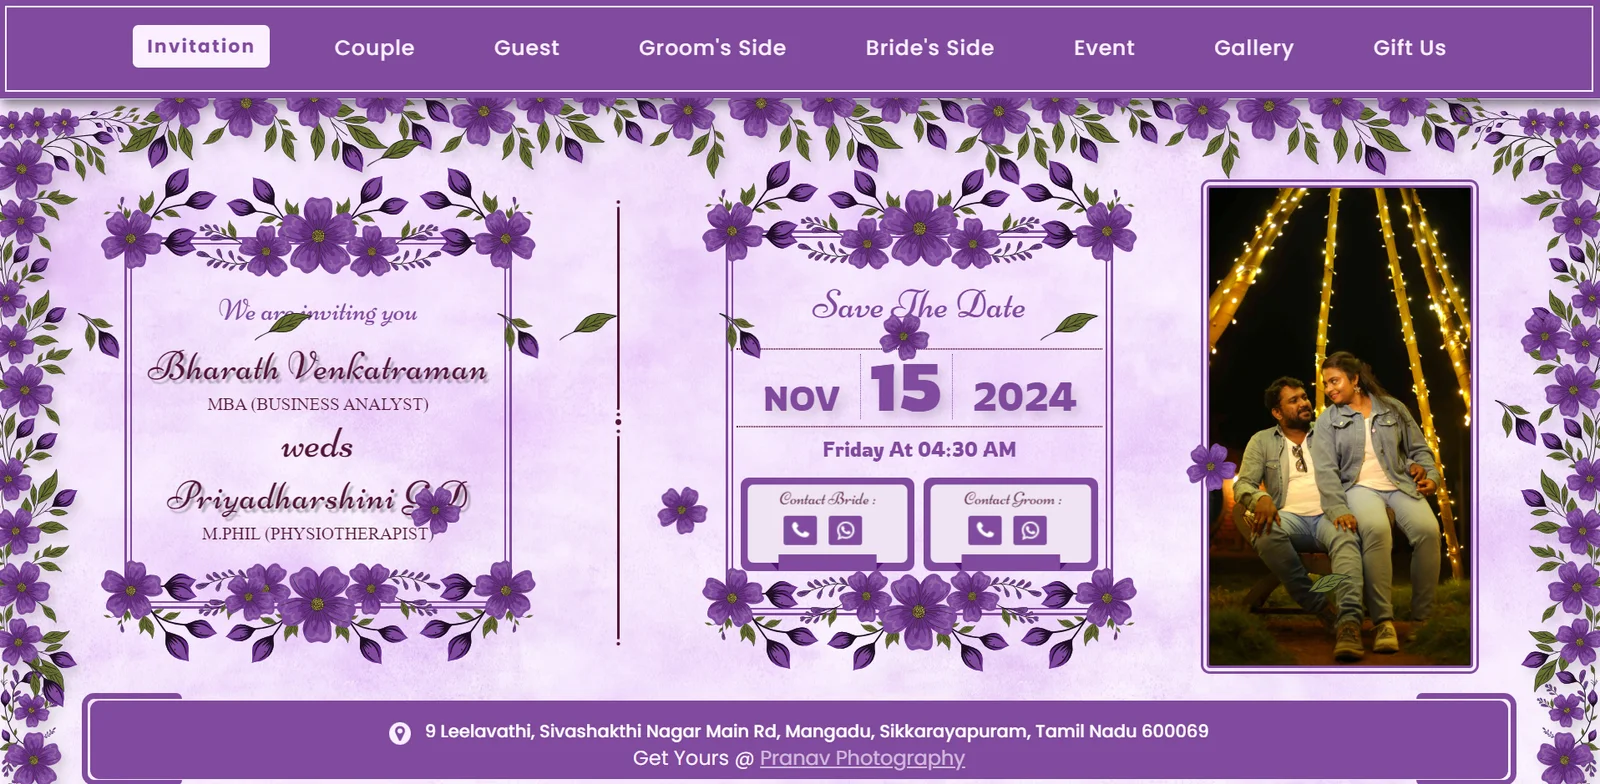 Invitation
Couple
Guest
Groom's Side
Bride's Side
Event
Gallery
Gift Us
We are inviting you
Bharath Venkatraman
MBA (BUSINESS ANALYST)
weds
Priyadharshini G D
M.PHIL (PHYSIOTHERAPIST)
Save The Date
NOV 15 2024
Friday At 04:30 AM
Contact Bride :
Contact Groom :
9 Leelavathi, Sivashakthi Nagar Main Rd, Mangadu, Sikkarayapuram, Tamil Nadu 600069
Get Yours @ Pranav Photography